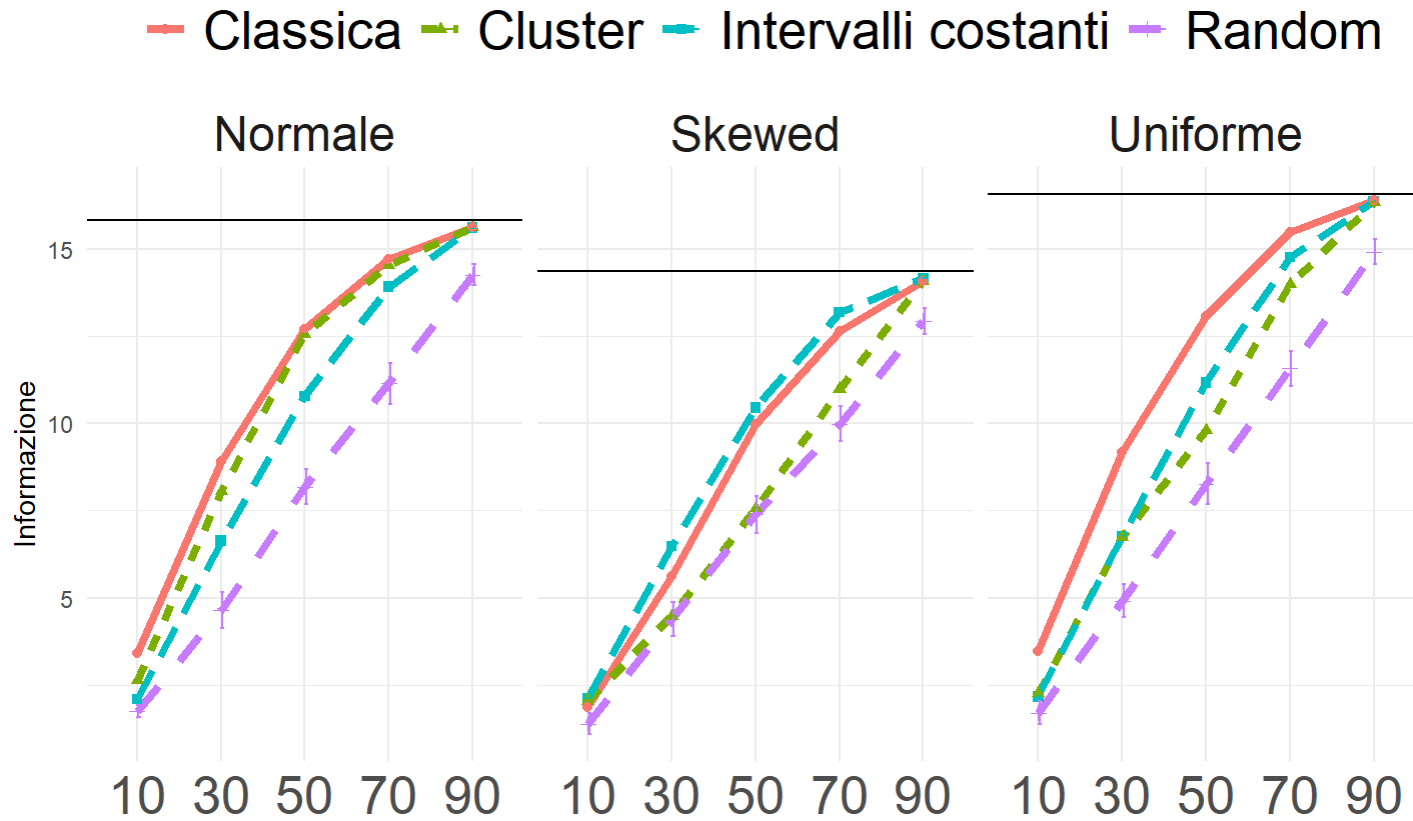 Classica Cluster Intervalli costanti Random
Normale Skewed Uniforme
15
10
5
Informazione
10 30 50 70 90 10 30 50 70 90 10 30 50 70 90